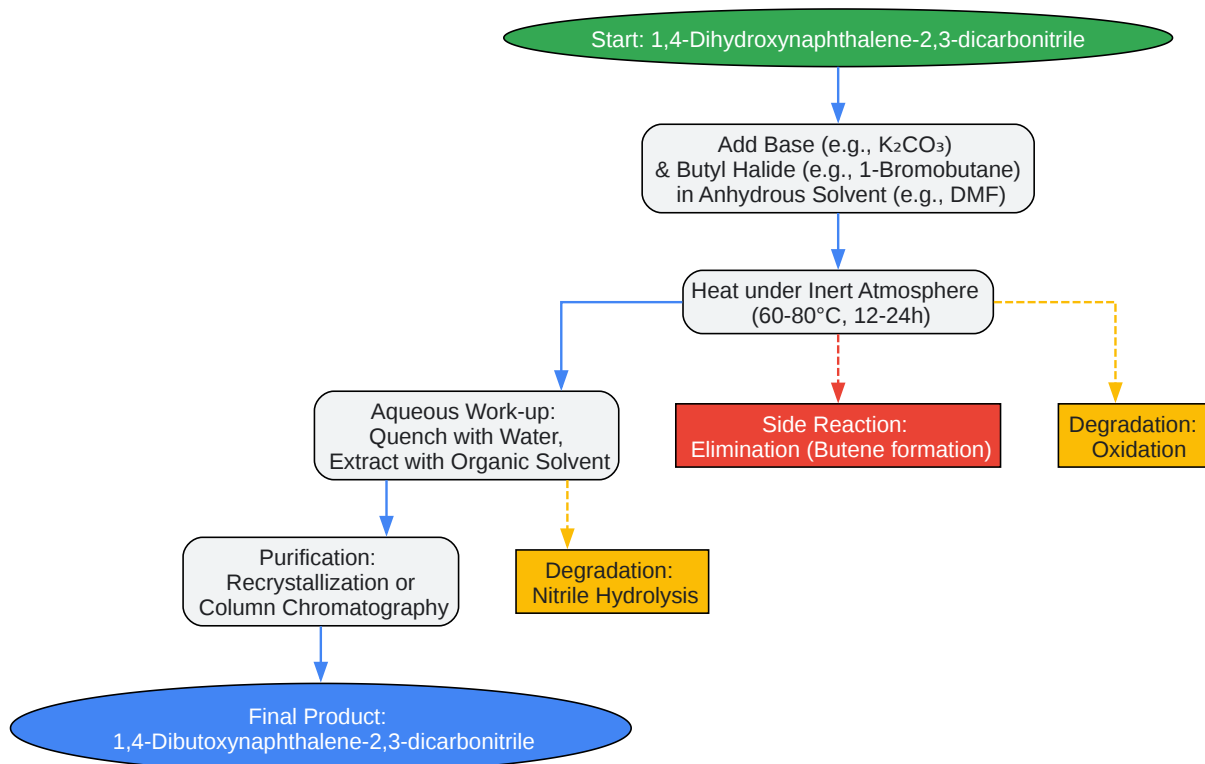 Start: 1,4-Dihydroxynaphthalene-2,3-dicarbonitrile
Add Base (e.g., K₂CO₃)
& Butyl Halide (e.g., 1-Bromobutane)
in Anhydrous Solvent (e.g., DMF)
Heat under Inert Atmosphere
(60-80°C, 12-24h)
Aqueous Work-up:
Quench with Water,
Extract with Organic Solvent
Side Reaction:
Elimination (Butene formation)
Degradation:
Oxidation
Purification:
Recrystallization or
Column Chromatography
Degradation:
Nitrile Hydrolysis
Final Product:
1,4-Dibutoxynaphthalene-2,3-dicarbonitrile